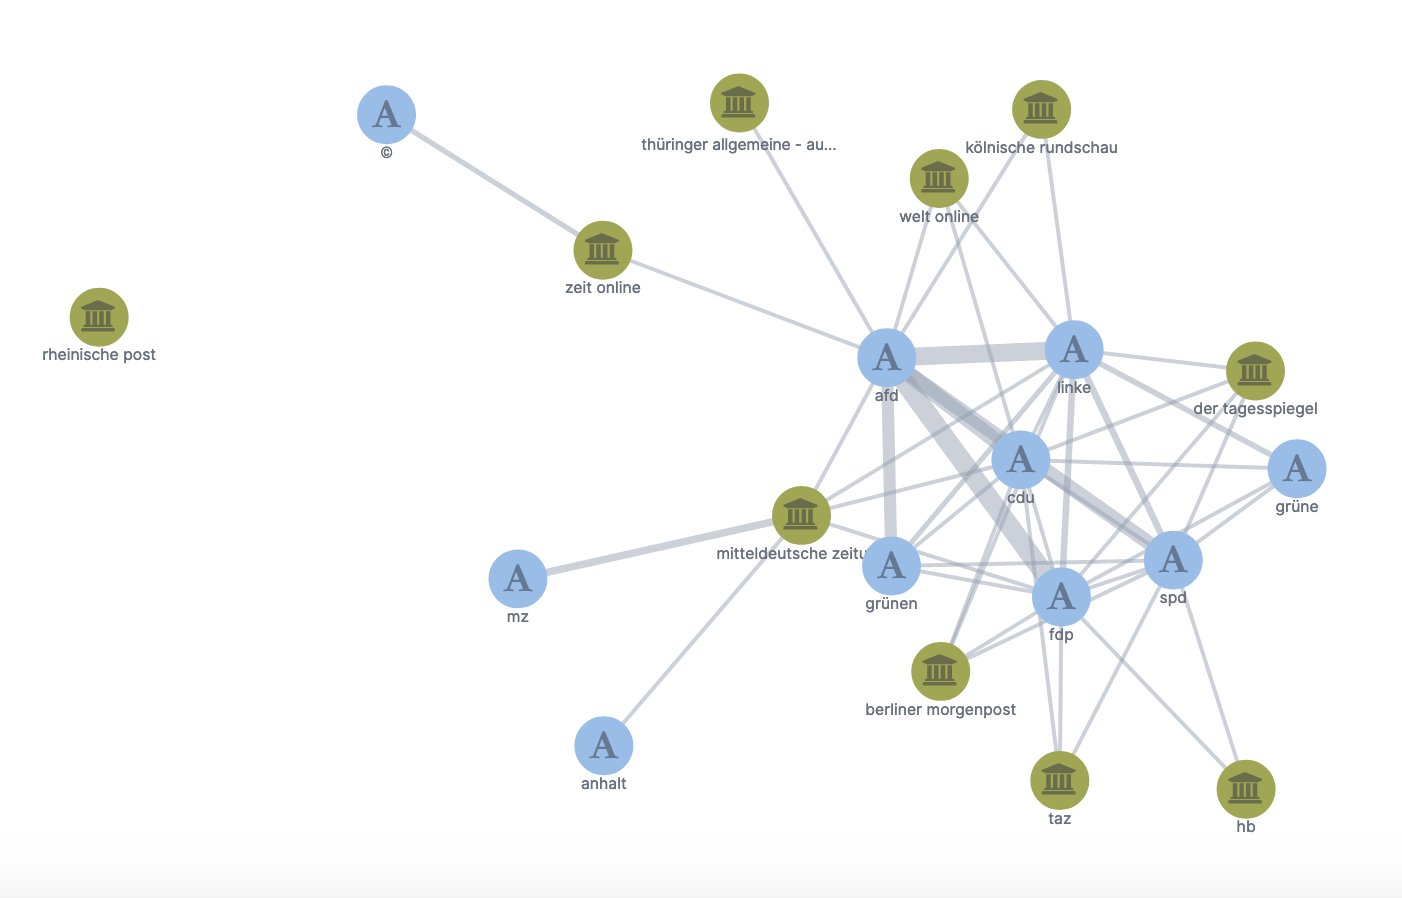 A
©
thüringer allgemeine - au...
kölnische rundschau
welt online
zeit online
rheinische post
A
afd
A
linke
der tagesspiegel
A
cdu
A
grüne
mitteldeutsche zeitu
A
mz
A
grünen
A
fdp
A
spd
berliner morgenpost
A
anhalt
taz
hb